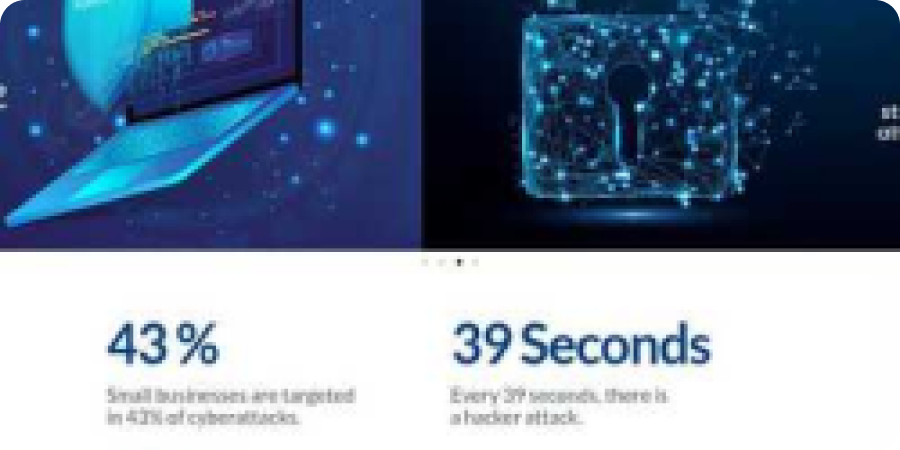 43 %
39 Seconds
Small businesses are targeted
in 43% of cyberattacks.
Every 39 seconds, there is
a hacker attack.